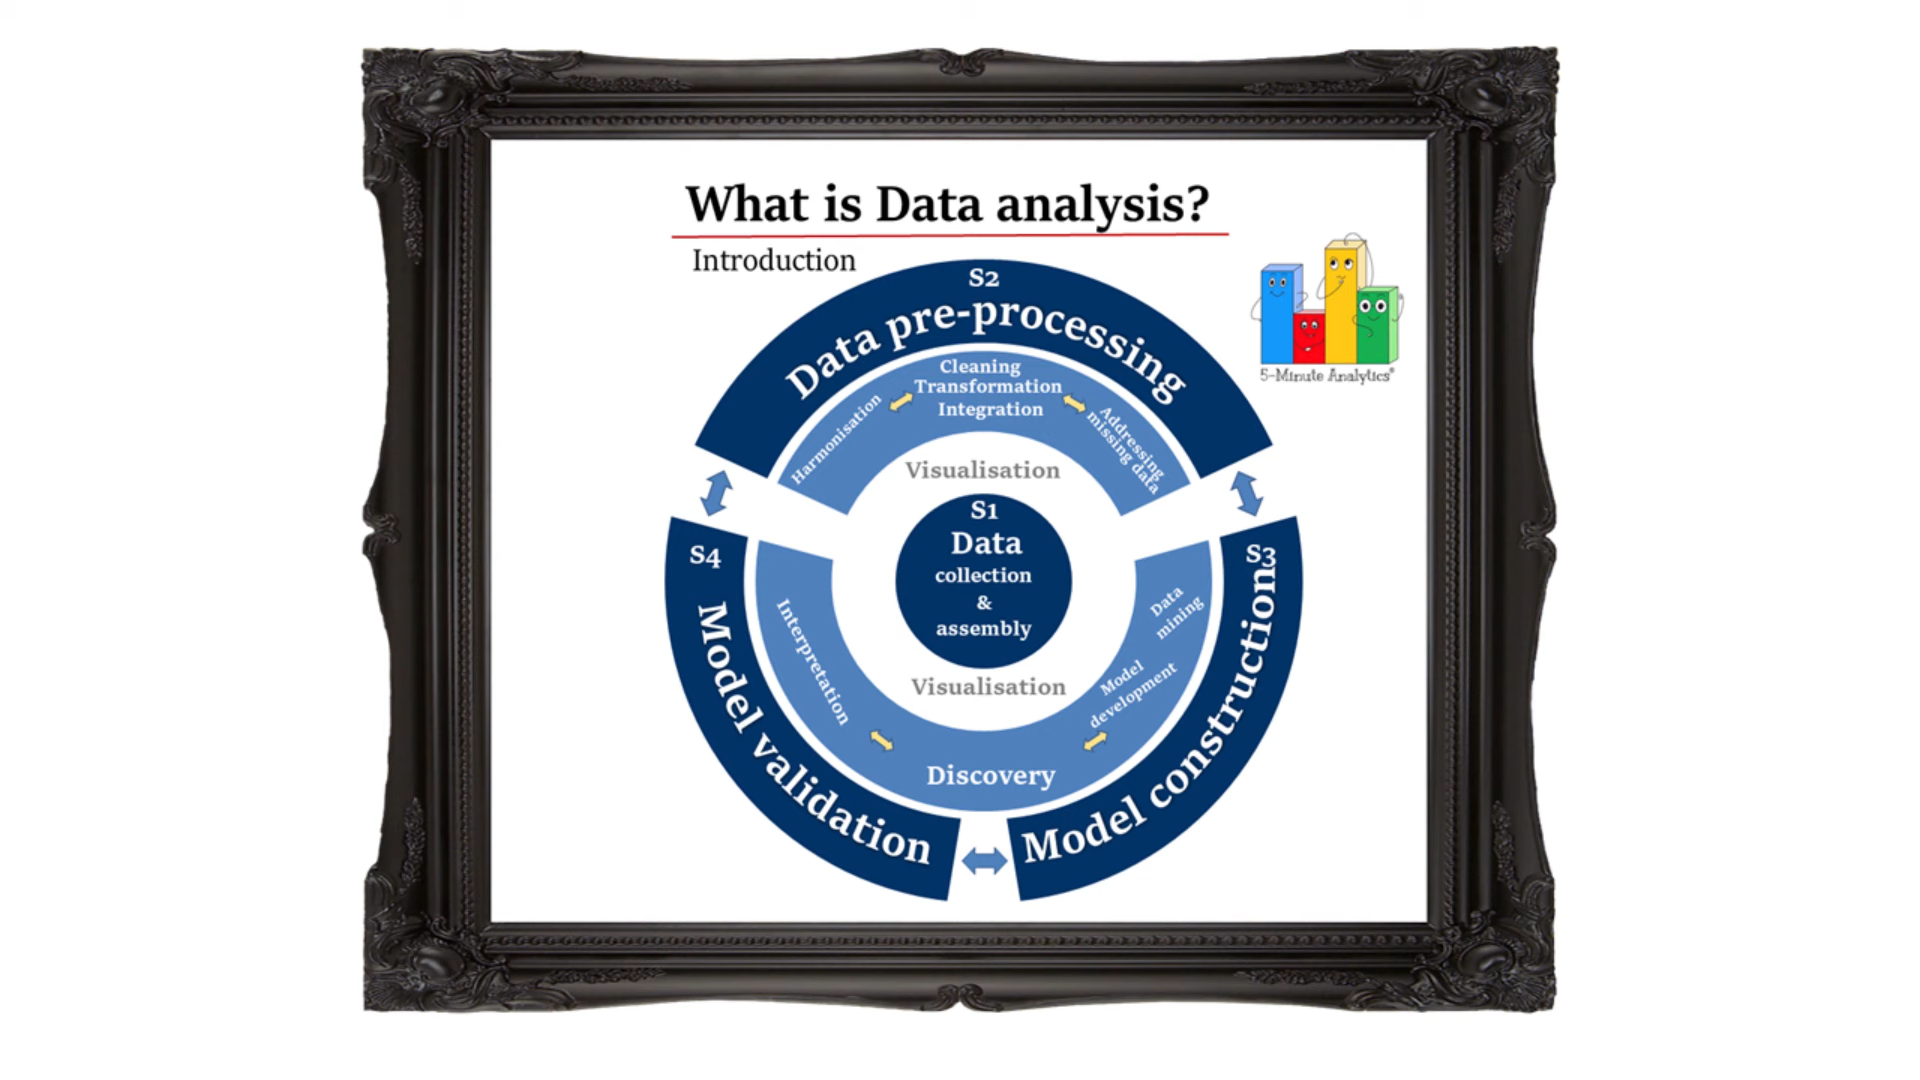 What is Data analysis?
Introduction
5-Minute Analytics®
S2
Data pre-processing
Cleaning
Transformation
Integration
Harmonisation
Addressing
missing data
Visualisation
S1
Data
collection
&
assembly
Visualisation
S3
Model construction
Data
mining
Model
development
Discovery
S4
Model validation
Interpretation